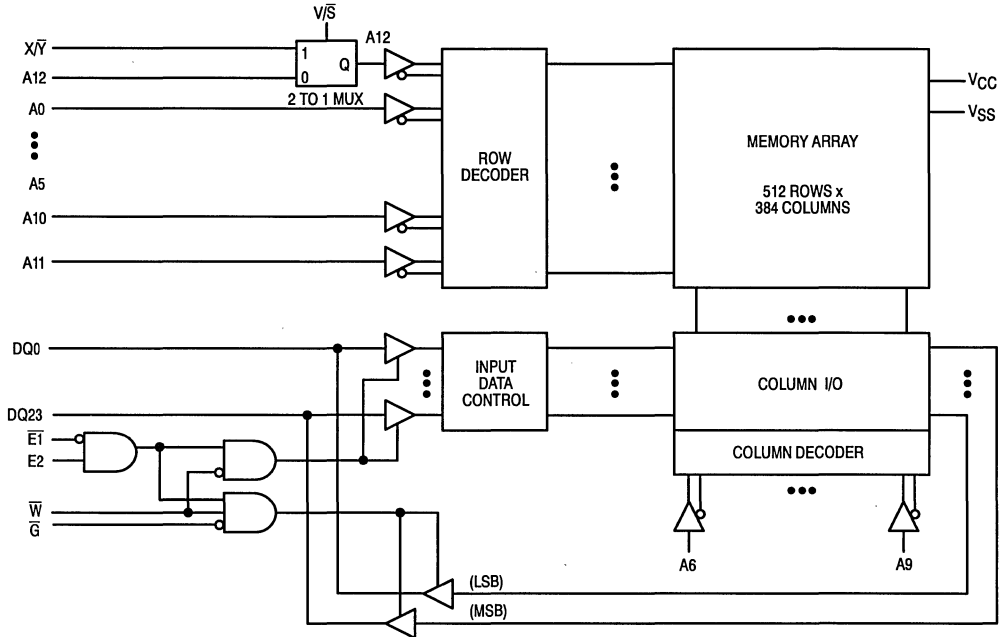 V/S̅
X/Y̅
1
Q
A12
A12
0
2 TO 1 MUX
A0
A5
A10
A11
ROW
DECODER
MEMORY ARRAY
512 ROWS x
384 COLUMNS
VCC
VSS
DQ0
DQ23
INPUT
DATA
CONTROL
COLUMN I/O
COLUMN DECODER
E1̅
E2
W̅
G̅
A6
A9
(LSB)
(MSB)